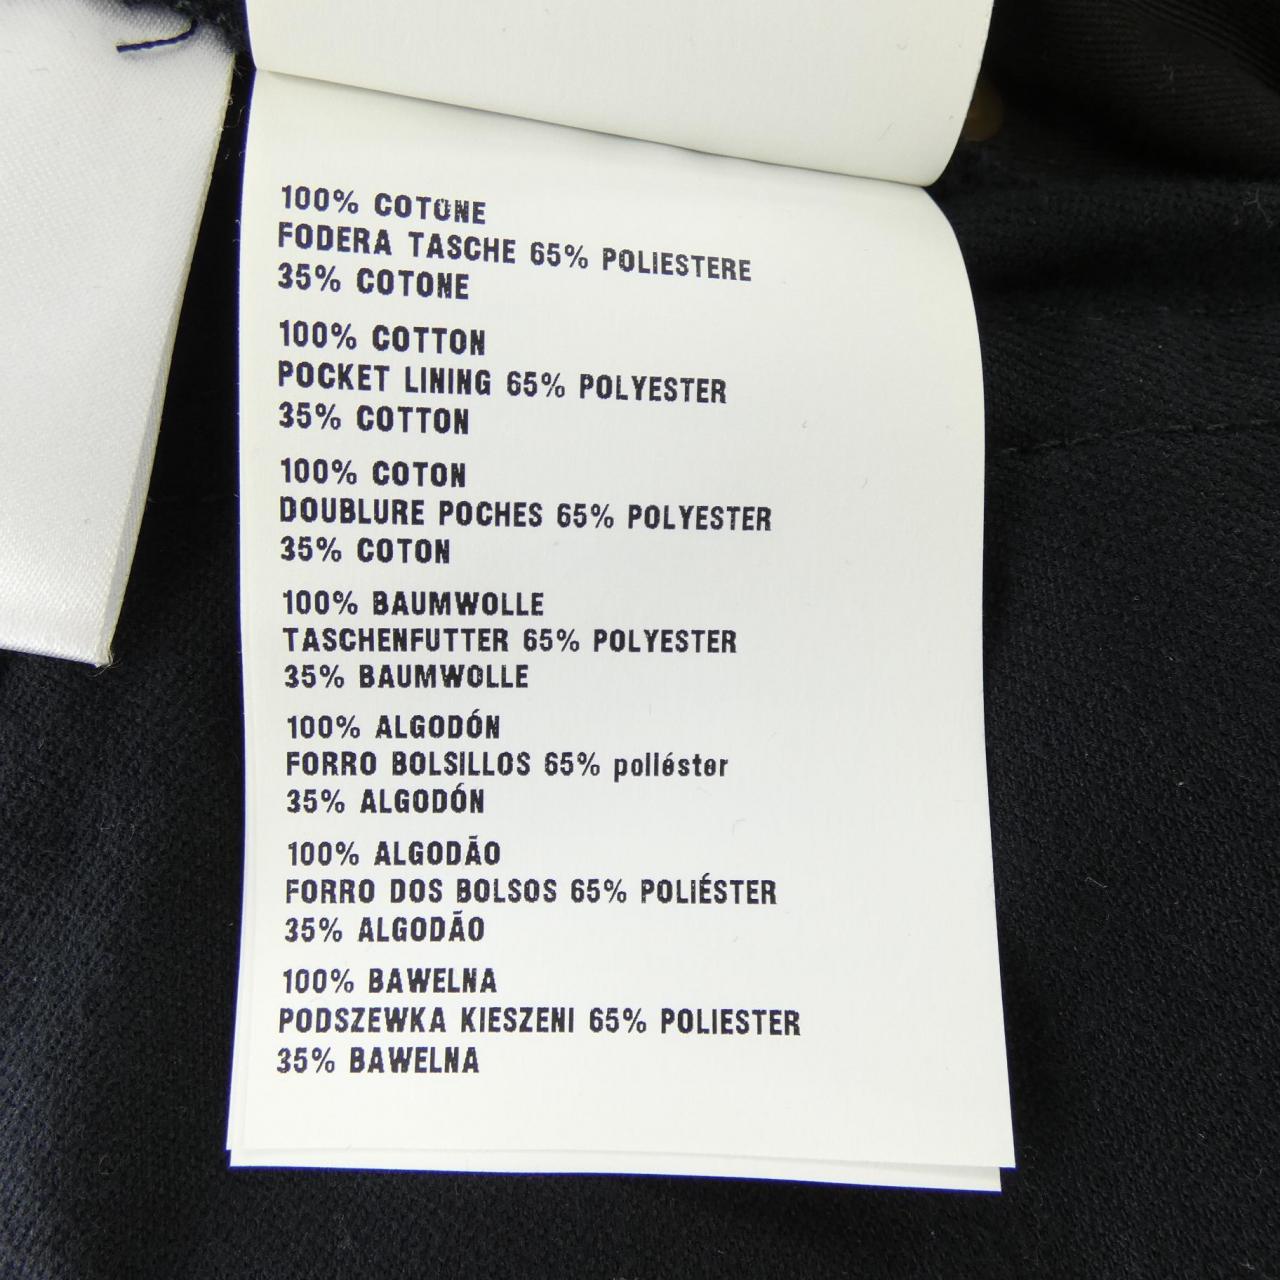 100% COTONE
FODERA TASCHE 65% POLIESTERE
35% COTONE
100% COTTON
POCKET LINING 65% POLYESTER
35% COTTON
100% COTON
DOUBLURE POCHES 65% POLYESTER
35% COTON
100% BAUMWOLLE
TASCHENFUTTER 65% POLYESTER
35% BAUMWOLLE
100% ALGODÓN
FORRO BOLSILLOS 65% poliéster
35% ALGODÓN
100% ALGODÃO
FORRO DOS BOLSOS 65% POLIÉSTER
35% ALGODÃO
100% BAWELNA
PODSZEWKA KIESZENI 65% POLIESTER
35% BAWELNA